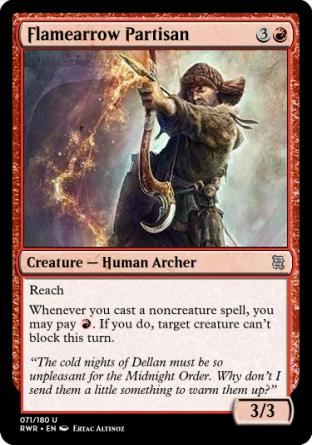 Flamearrow Partisan 3
Creature — Human Archer
Reach
Whenever you cast a noncreature spell, you
may pay . If you do, target creature can't
block this turn.
"The cold nights of Dellan must be so
unpleasant for the Midnight Order. Why don't I
send them a little something to warm them up?"
3/3
071/180 U
RWR • EN Ertac Altinoz